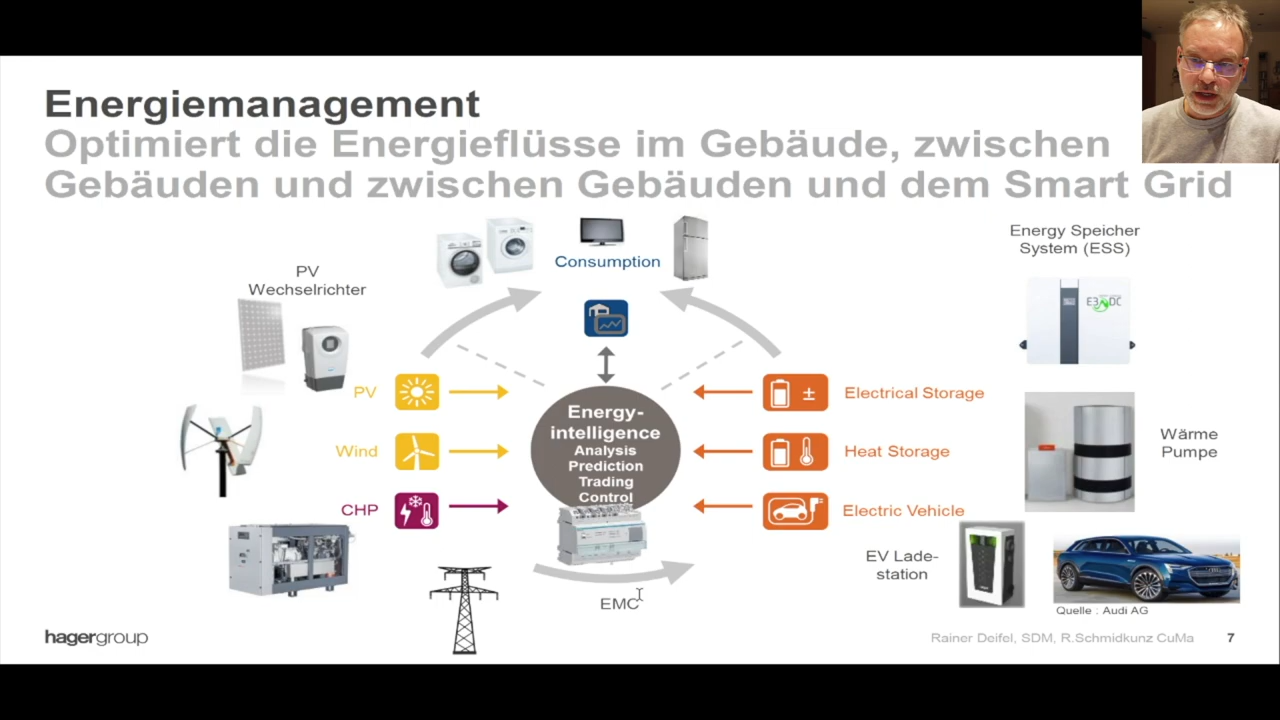 Energiemanagement
Optimiert die Energieflüsse im Gebäude, zwischen
Gebäuden und zwischen Gebäuden und dem Smart Grid
Consumption
Energy Speicher
System (ESS)
PV
Wechselrichter
E3 DC
PV
Electrical Storage
Energy-
intelligence
Analysis
Prediction
Trading
Control
Wärme
Pumpe
Wind
Heat Storage
CHP
Electric Vehicle
EV Lade-
station
EMC
Quelle : Audi AG
hagergroup
Rainer Deifel, SDM, R.Schmidkunz CuMa
7